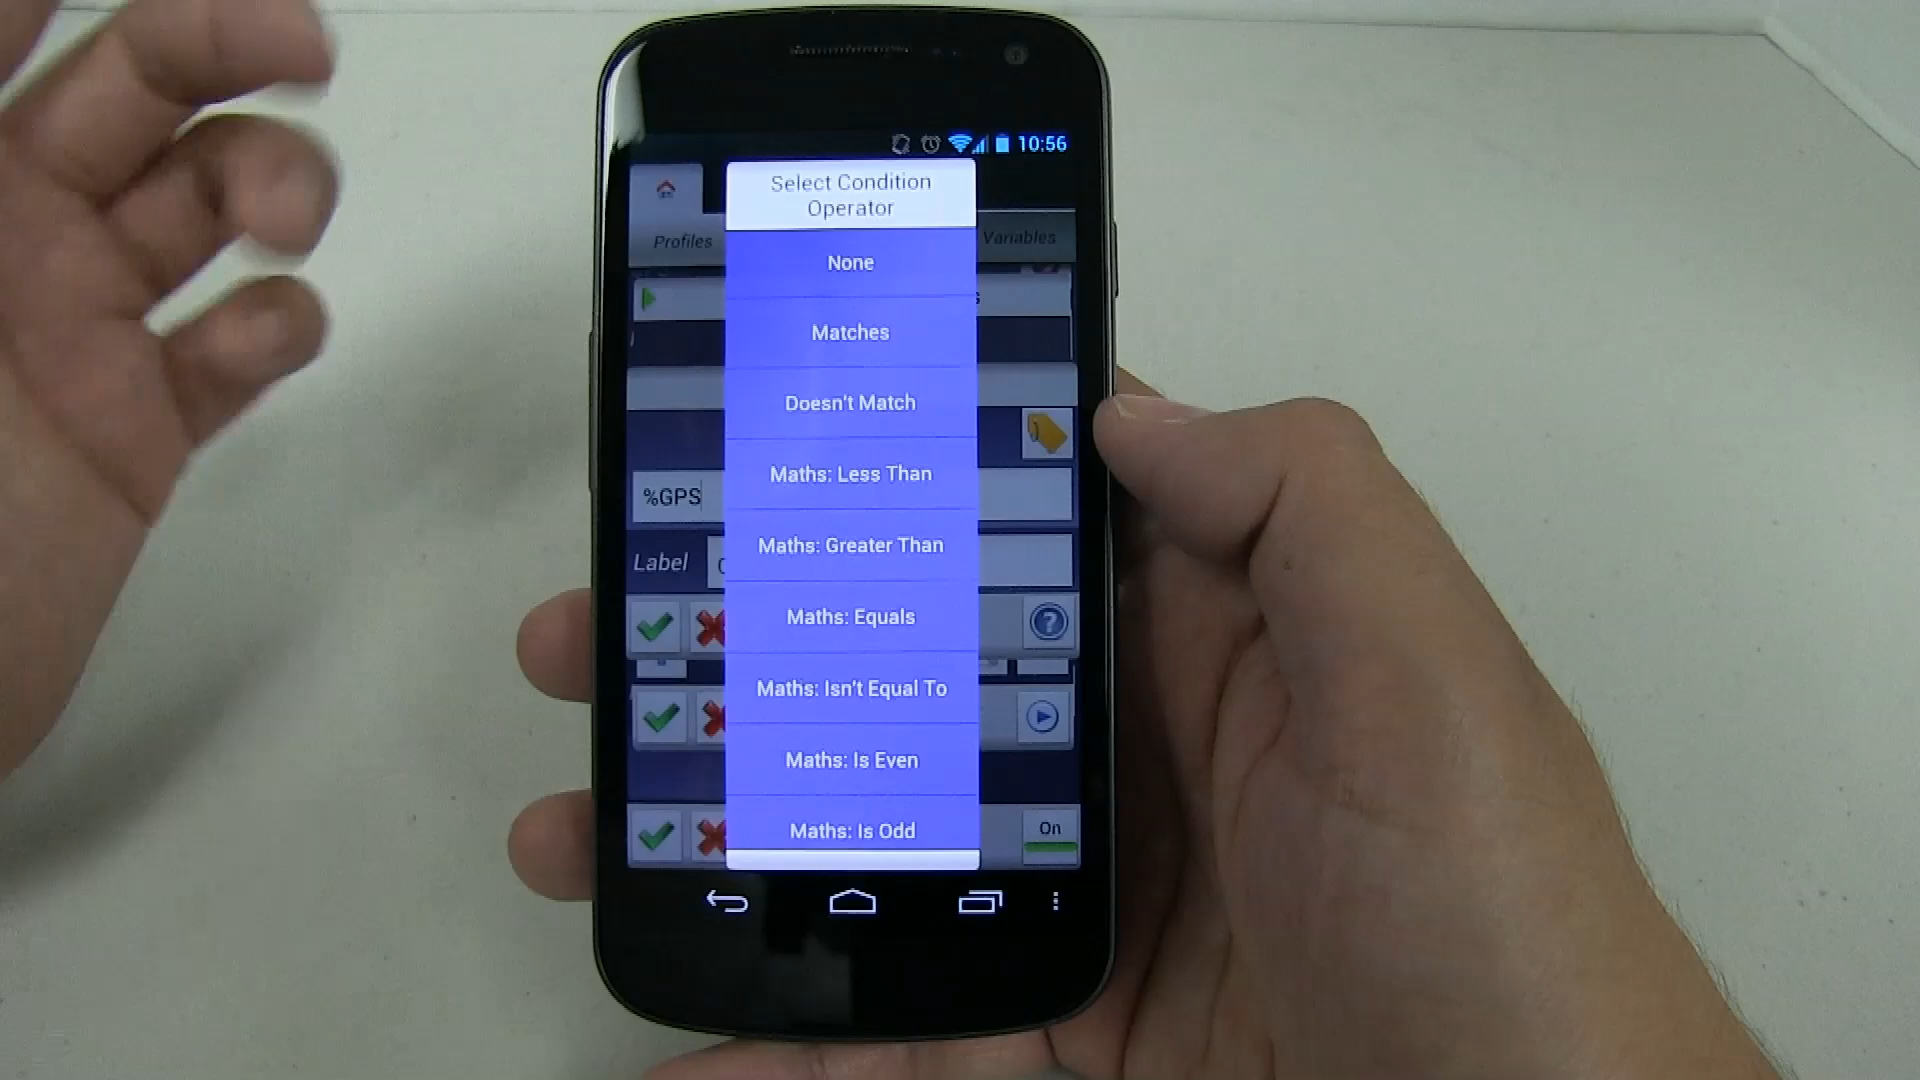 10:56
Select Condition
Operator
Profiles
Variables
None
Matches
Doesn't Match
Maths: Less Than
%GPS
Maths: Greater Than
Label
Maths: Equals
Maths: Isn't Equal To
Maths: Is Even
Maths: Is Odd
On